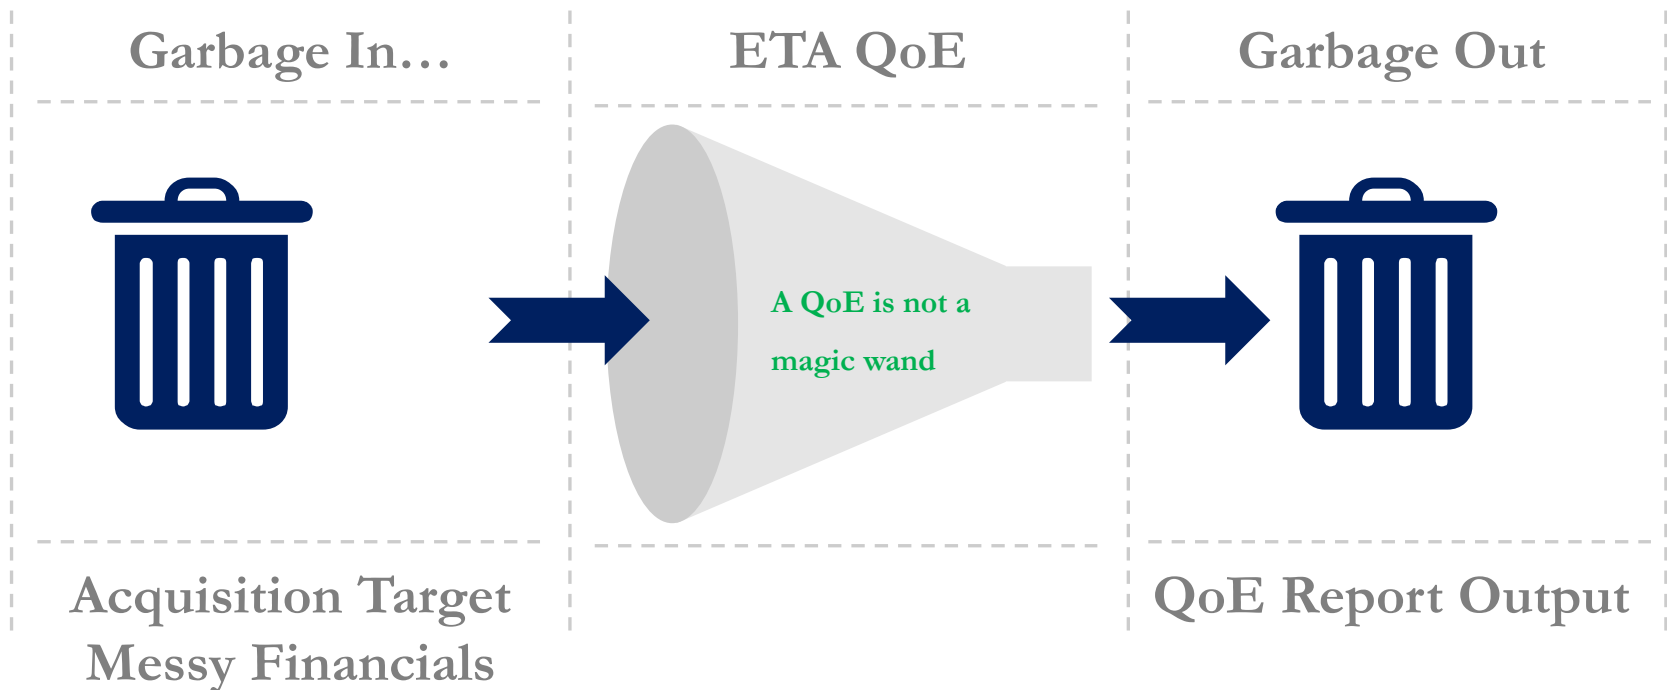 Garbage In…
ETA QoE
Garbage Out
A QoE is not a
magic wand
Acquisition Target
Messy Financials
QoE Report Output